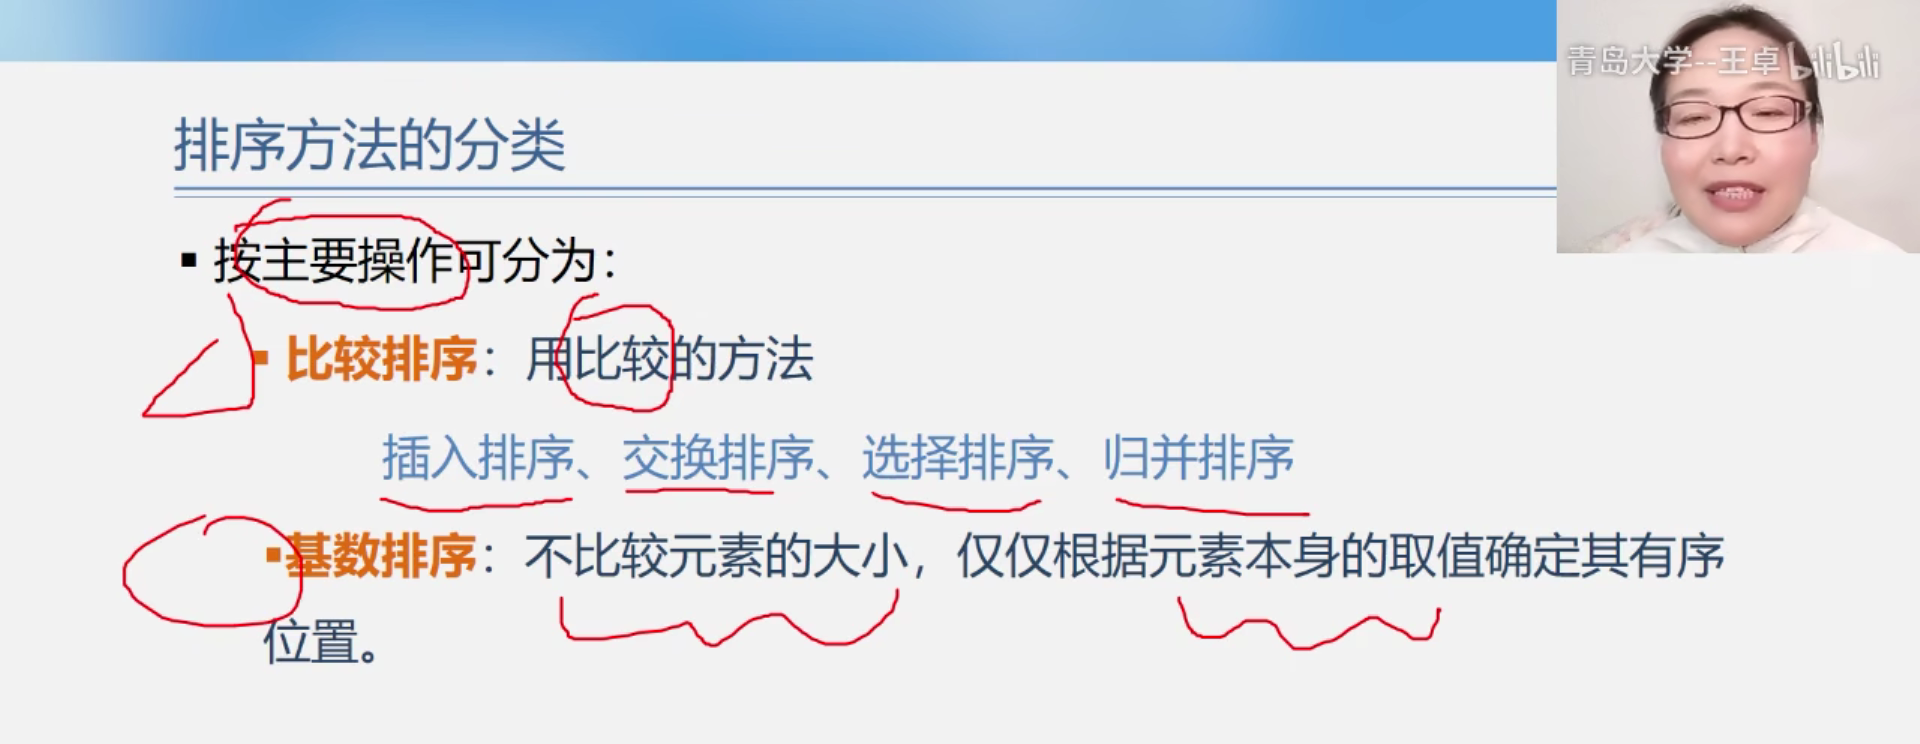 青岛大学--王卓 bilibili
排序方法的分类
▪ 按主要操作可分为：
▪ 比较排序：用比较的方法
插入排序、交换排序、选择排序、归并排序
▪基数排序：不比较元素的大小，仅仅根据元素本身的取值确定其有序
位置。